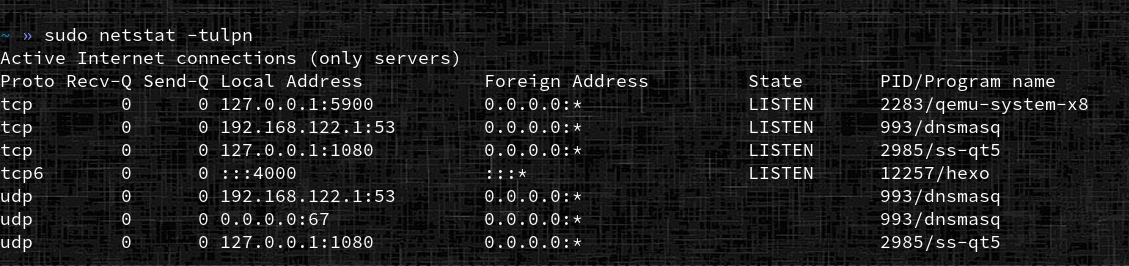 ~ » sudo netstat -tulpn
Active Internet connections (only servers)
Proto Recv-Q Send-Q Local Address           Foreign Address         State       PID/Program name
tcp        0      0 127.0.0.1:5900          0.0.0.0:*               LISTEN      2283/qemu-system-x8
tcp        0      0 192.168.122.1:53        0.0.0.0:*               LISTEN      993/dnsmasq
tcp        0      0 127.0.0.1:1080          0.0.0.0:*               LISTEN      2985/ss-qt5
tcp6       0      0 :::4000                 :::*                    LISTEN      12257/hexo
udp        0      0 192.168.122.1:53        0.0.0.0:*                           993/dnsmasq
udp        0      0 0.0.0.0:67              0.0.0.0:*                           993/dnsmasq
udp        0      0 127.0.0.1:1080          0.0.0.0:*                           2985/ss-qt5